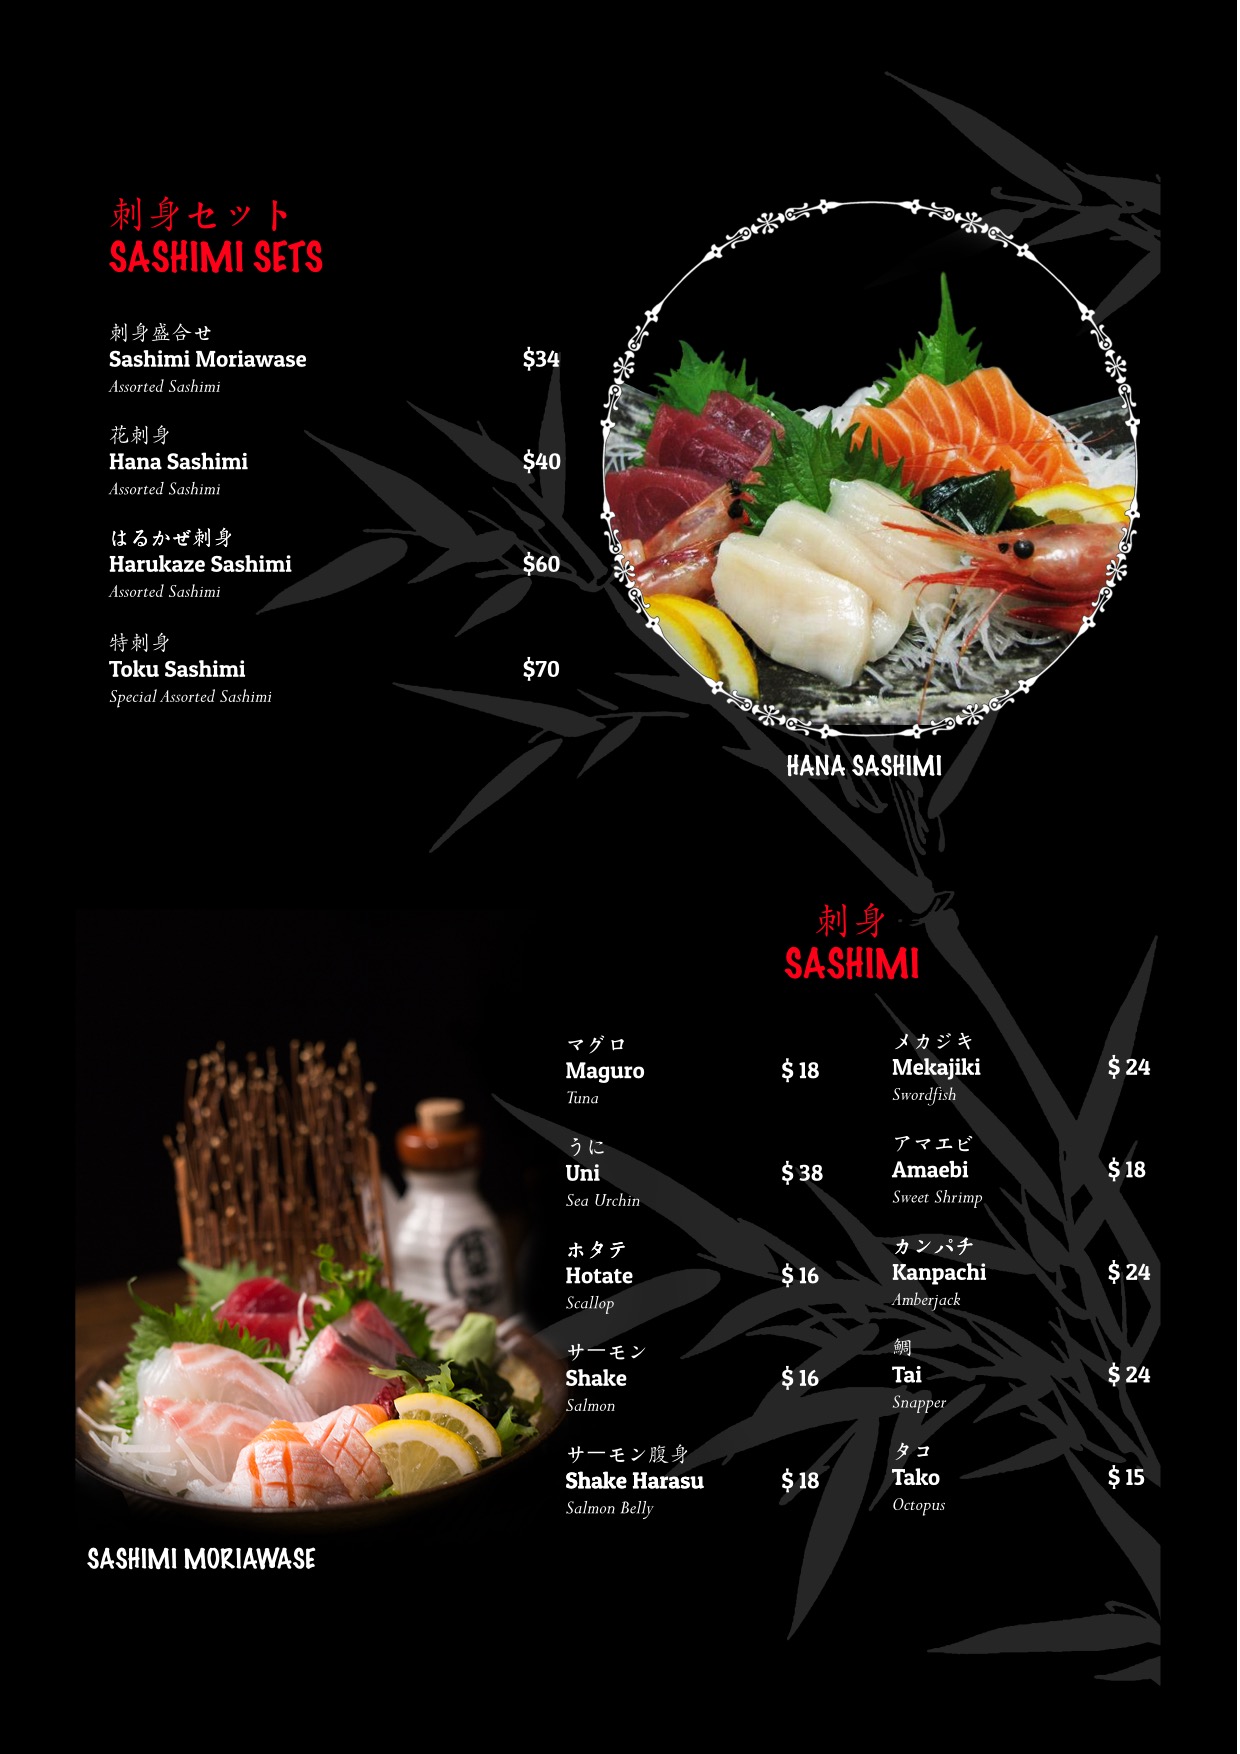 刺身セット
SASHIMI SETS
刺身盛合せ
Sashimi Moriawase $34
Assorted Sashimi
花刺身
Hana Sashimi $40
Assorted Sashimi
はるかぜ刺身
Harukaze Sashimi $60
Assorted Sashimi
特刺身
Toku Sashimi $70
Special Assorted Sashimi
HANA SASHIMI
刺身
SASHIMI
マグロ
Maguro $ 18
Tuna
うに
Uni $ 38
Sea Urchin
ホタテ
Hotate $ 16
Scallop
サーモン
Shake $ 16
Salmon
サーモン腹身
Shake Harasu $ 18
Salmon Belly
メカジキ
Mekajiki $ 24
Swordfish
アマエビ
Amaebi $ 18
Sweet Shrimp
カンパチ
Kanpachi $ 24
Amberjack
鯛
Tai $ 24
Snapper
タコ
Tako $ 15
Octopus
SASHIMI MORIAWASE